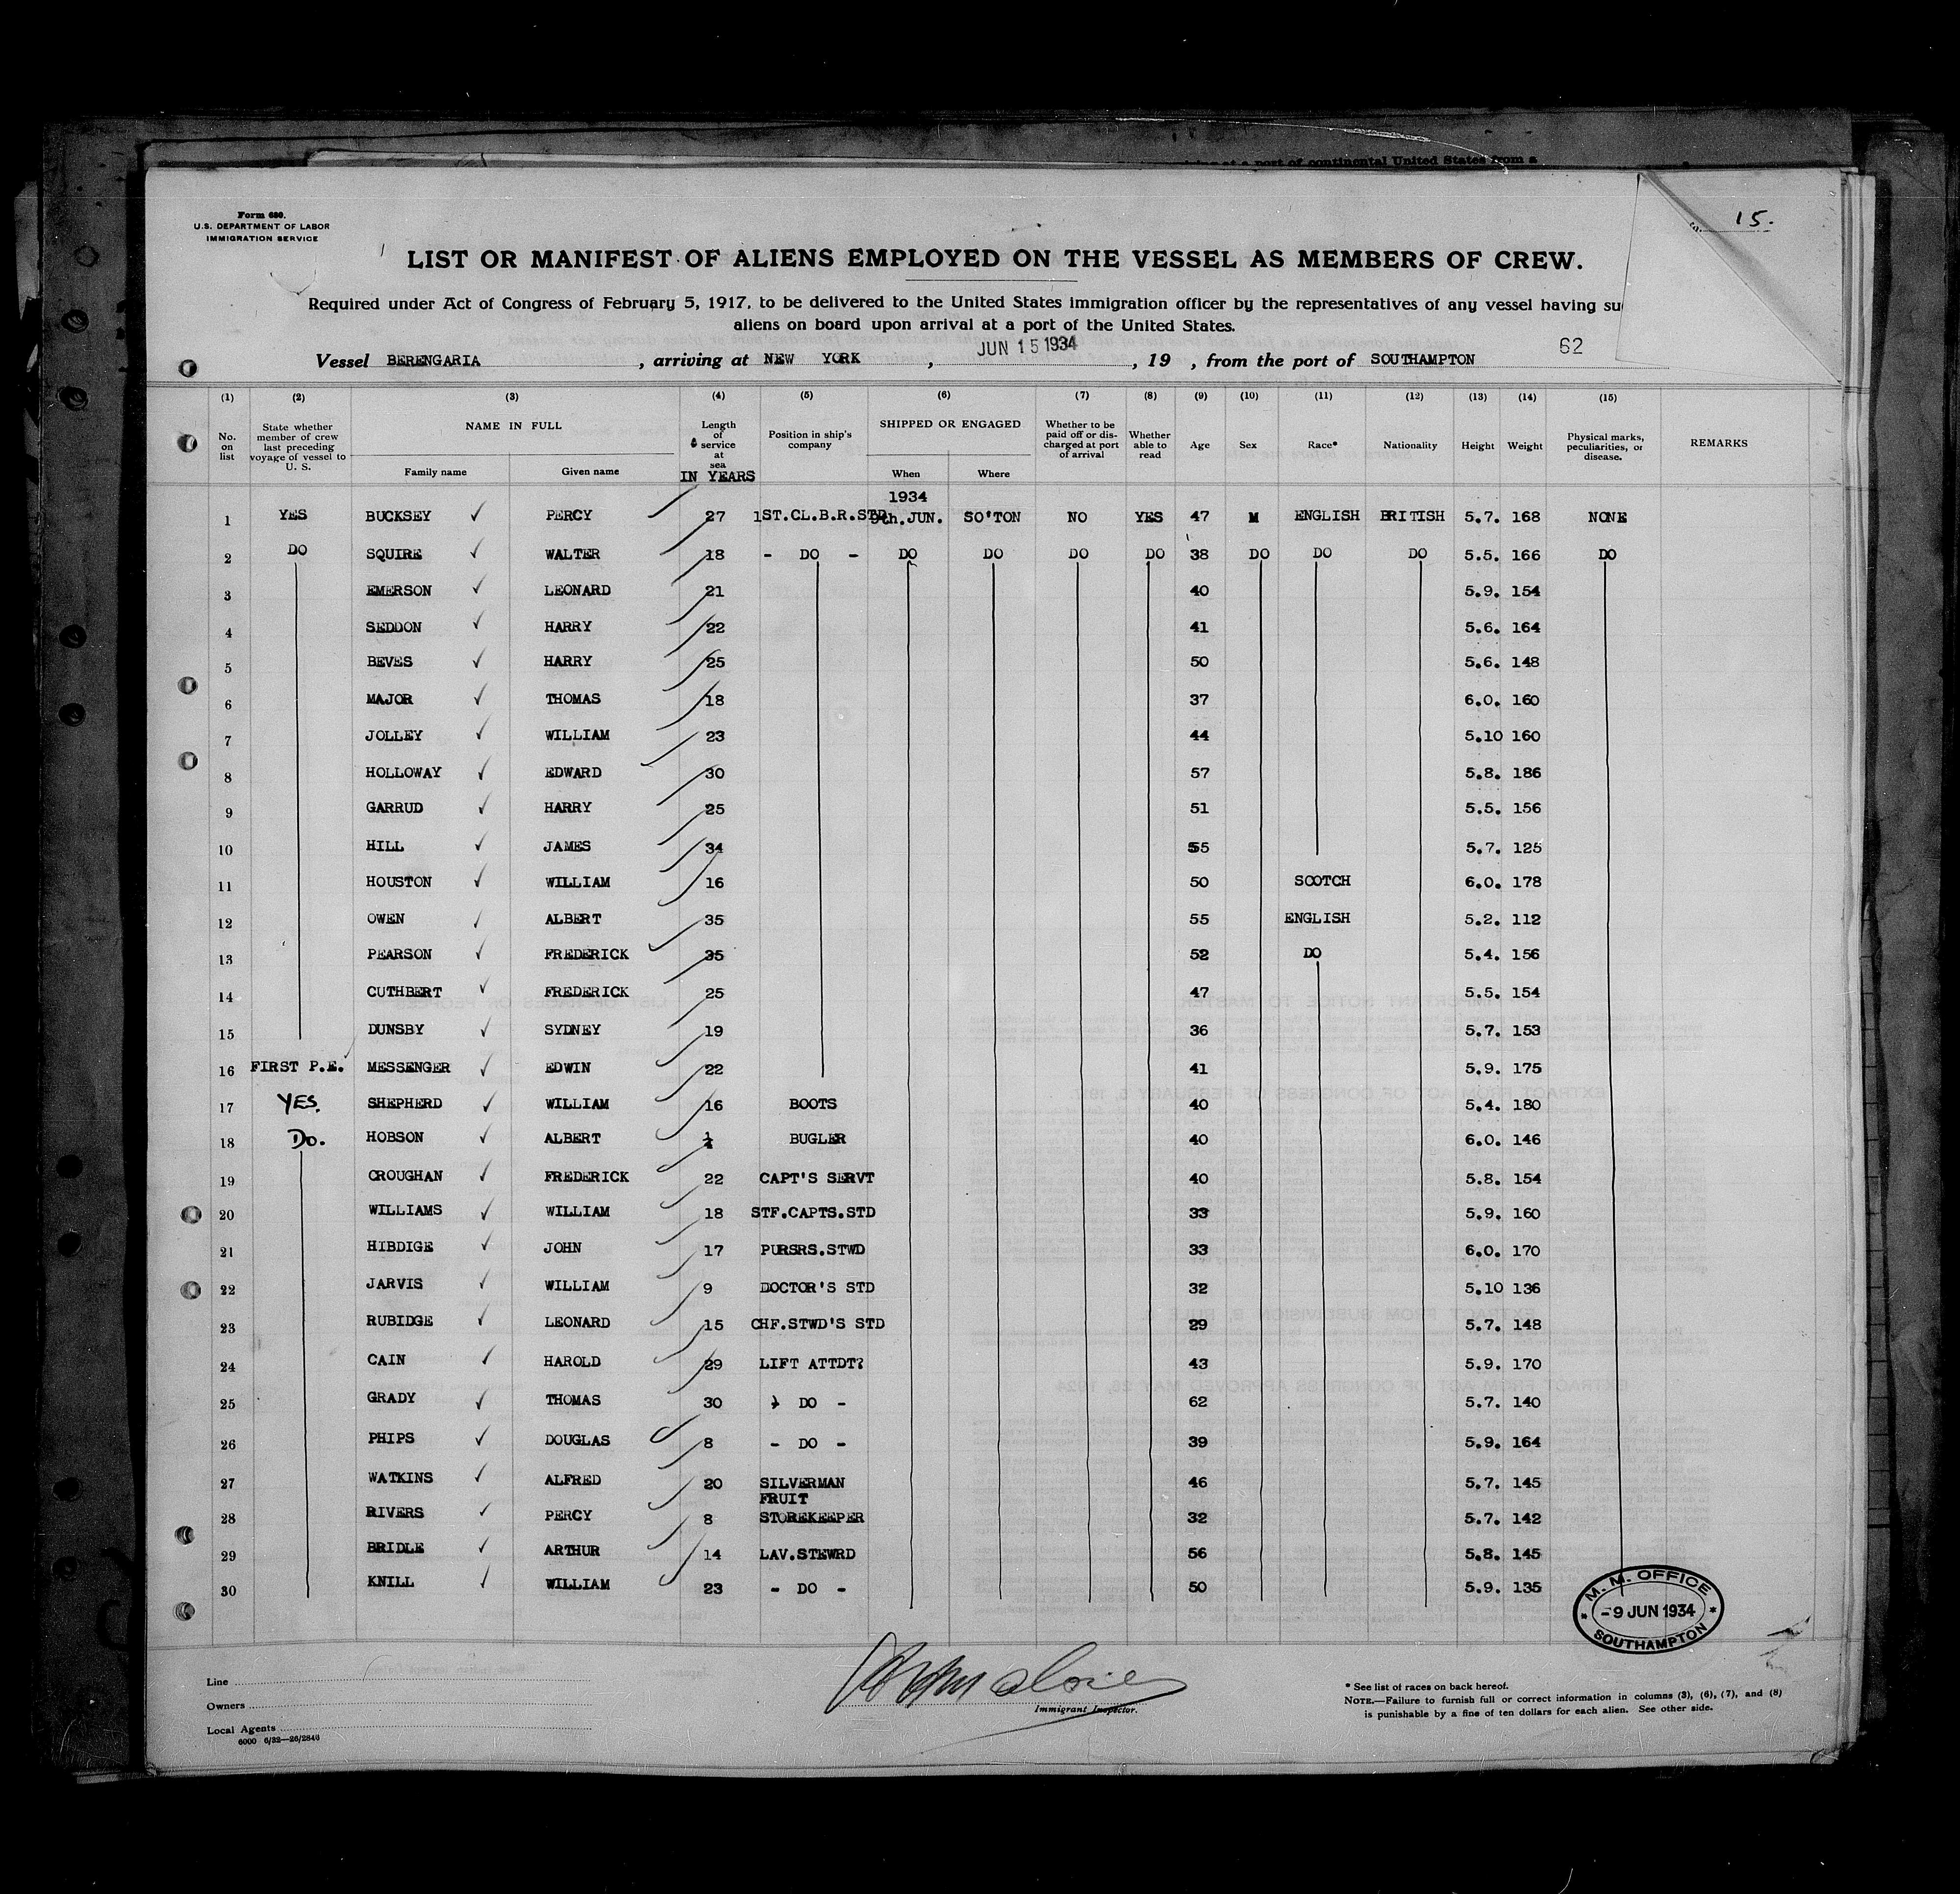 15.
Form 680.
U.S. DEPARTMENT OF LABOR
IMMIGRATION SERVICE
LIST OR MANIFEST OF ALIENS EMPLOYED ON THE VESSEL AS MEMBERS OF CREW.
Required under Act of Congress of February 5, 1917, to be delivered to the United States immigration officer by the representatives of any vessel having su
aliens on board upon arrival at a port of the United States.
Vessel BERENGARIA, arriving at NEW YORK, JUN 15 1934, 19 , from the port of SOUTHAMPTON 62
(1) (2) (3) (4) (5) (6) (7) (8) (9) (10) (11) (12) (13) (14) (15)
No. on list State whether member of crew last preceding voyage of vessel to U. S. NAME IN FULL Family name Given name Length of service at sea IN YEARS Position in ship's company SHIPPED OR ENGAGED When Where Whether to be paid off or discharged at port of arrival Whether able to read Age Sex Race* Nationality Height Weight Physical marks, peculiarities, or disease. REMARKS
1934
1 YES BUCKSEY PERCY 27 1ST.CL.B.R.STD 9th.JUN. SO'TON NO YES 47 M ENGLISH BRITISH 5.7. 168 NONE
2 DO SQUIRE WALTER 18 - DO - DO DO DO DO 38 DO DO DO 5.5. 166 DO
3 EMERSON LEONARD 21 40 5.9. 154
4 SEDDON HARRY 22 41 5.6. 164
5 BEVES HARRY 25 50 5.6. 148
6 MAJOR THOMAS 18 37 6.0. 160
7 JOLLEY WILLIAM 23 44 5.10 160
8 HOLLOWAY EDWARD 30 57 5.8. 186
9 GARRUD HARRY 25 51 5.5. 156
10 HILL JAMES 34 55 5.7. 125
11 HOUSTON WILLIAM 16 50 SCOTCH 6.0. 178
12 OWEN ALBERT 35 55 ENGLISH 5.2. 112
13 PEARSON FREDERICK 35 52 DO 5.4. 156
14 CUTHBERT FREDERICK 25 47 5.5. 154
15 DUNSBY SYDNEY 19 36 5.7. 153
16 FIRST P.E. MESSENGER EDWIN 22 41 5.9. 175
17 YES. SHEPHERD WILLIAM 16 BOOTS 40 5.4. 180
18 Do. HOBSON ALBERT BUGLER 40 6.0. 146
19 CROUGHAN FREDERICK 22 CAPT'S SERVT 40 5.8. 154
20 WILLIAMS WILLIAM 18 STF.CAPTS.STD 33 5.9. 160
21 HIBDIGE JOHN 17 PURSRS.STWD 33 6.0. 170
22 JARVIS WILLIAM 9 DOCTOR'S STD 32 5.10 136
23 RUBIDGE LEONARD 15 CHF.STWD'S STD 29 5.7. 148
24 CAIN HAROLD 29 LIFT ATTDT? 43 5.9. 170
25 GRADY THOMAS 30 DO - 62 5.7. 140
26 PHIPS DOUGLAS 8 - DO - 39 5.9. 164
27 WATKINS ALFRED 20 SILVERMAN 46 5.7. 145
28 RIVERS PERCY 8 FRUIT STOREKEEPER 32 5.7. 142
29 BRIDLE ARTHUR 14 LAV.STEWRD 56 5.8. 145
30 KNILL WILLIAM 23 - DO - 50 5.9. 135
M. M. OFFICE
-9 JUN 1934
SOUTHAMPTON
Line
Owners
Local Agents
6000 6/32—26/2846
Immigrant Inspector.
* See list of races on back hereof.
NOTE.—Failure to furnish full or correct information in columns (3), (6), (7), and (8)
is punishable by a fine of ten dollars for each alien. See other side.